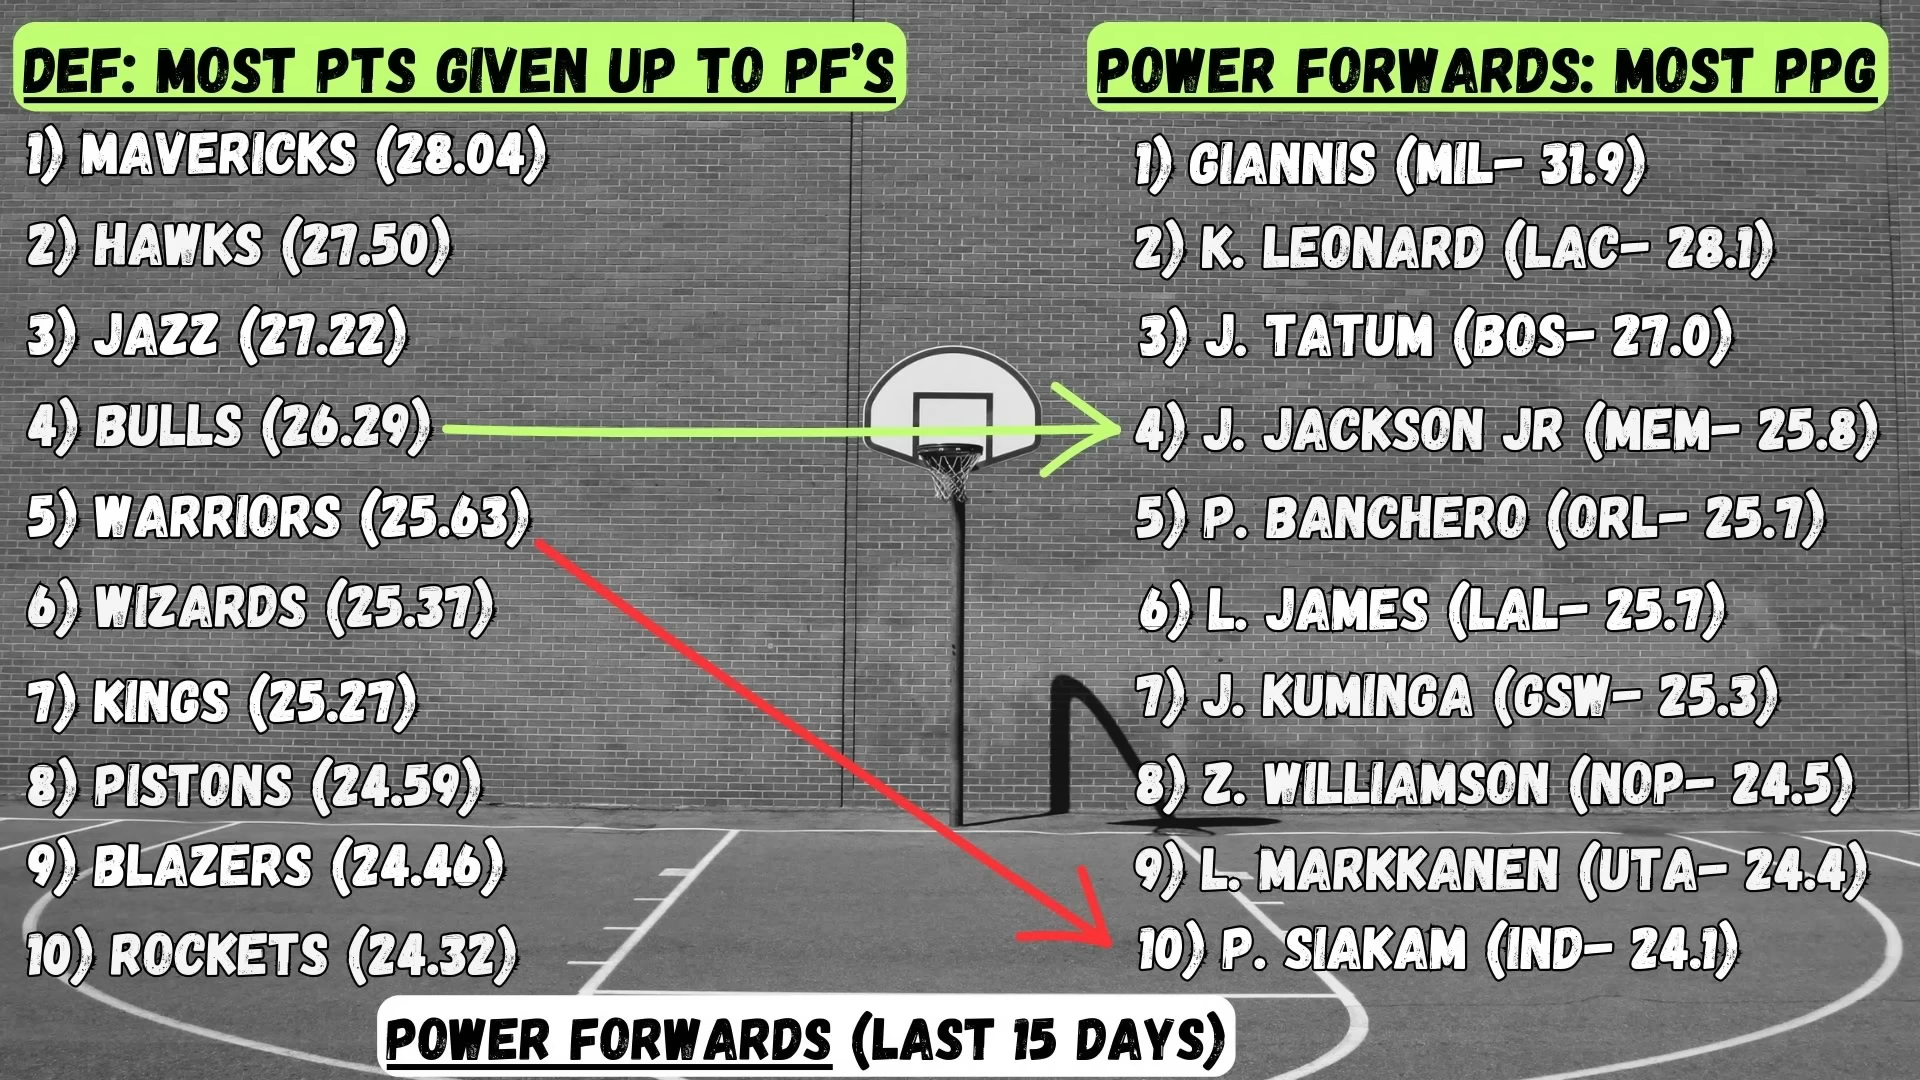 DEF: MOST PTS GIVEN UP TO PF'S
1) MAVERICKS (28.04)
2) HAWKS (27.50)
3) JAZZ (27.22)
4) BULLS (26.29)
5) WARRIORS (25.63)
6) WIZARDS (25.37)
7) KINGS (25.27)
8) PISTONS (24.59)
9) BLAZERS (24.46)
10) ROCKETS (24.32)
POWER FORWARDS: MOST PPG
1) GIANNIS (MIL– 31.9)
2) K. LEONARD (LAC– 28.1)
3) J. TATUM (BOS– 27.0)
4) J. JACKSON JR (MEM– 25.8)
5) P. BANCHERO (ORL– 25.7)
6) L. JAMES (LAL– 25.7)
7) J. KUMINGA (GSW– 25.3)
8) Z. WILLIAMSON (NOP– 24.5)
9) L. MARKKANEN (UTA– 24.4)
10) P. SIAKAM (IND– 24.1)
POWER FORWARDS (LAST 15 DAYS)